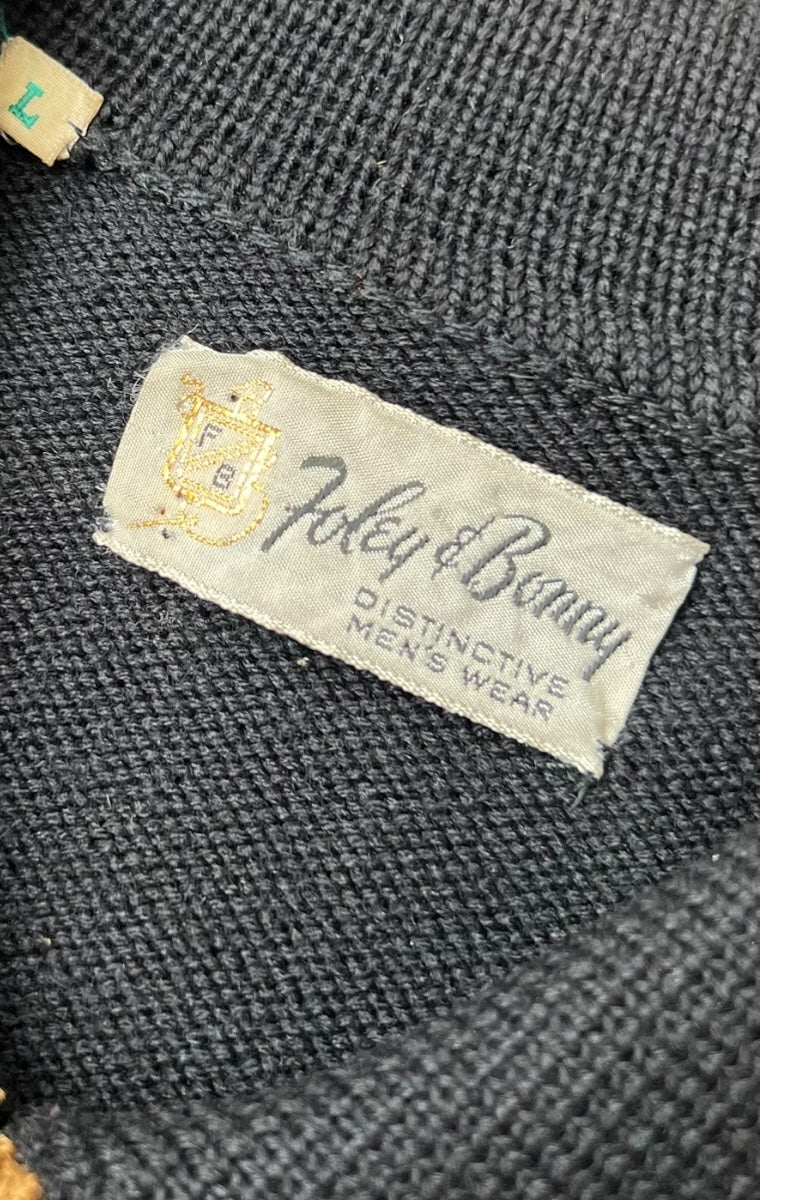 L
F
B
Foley & Bonny
DISTINCTIVE
MEN'S WEAR